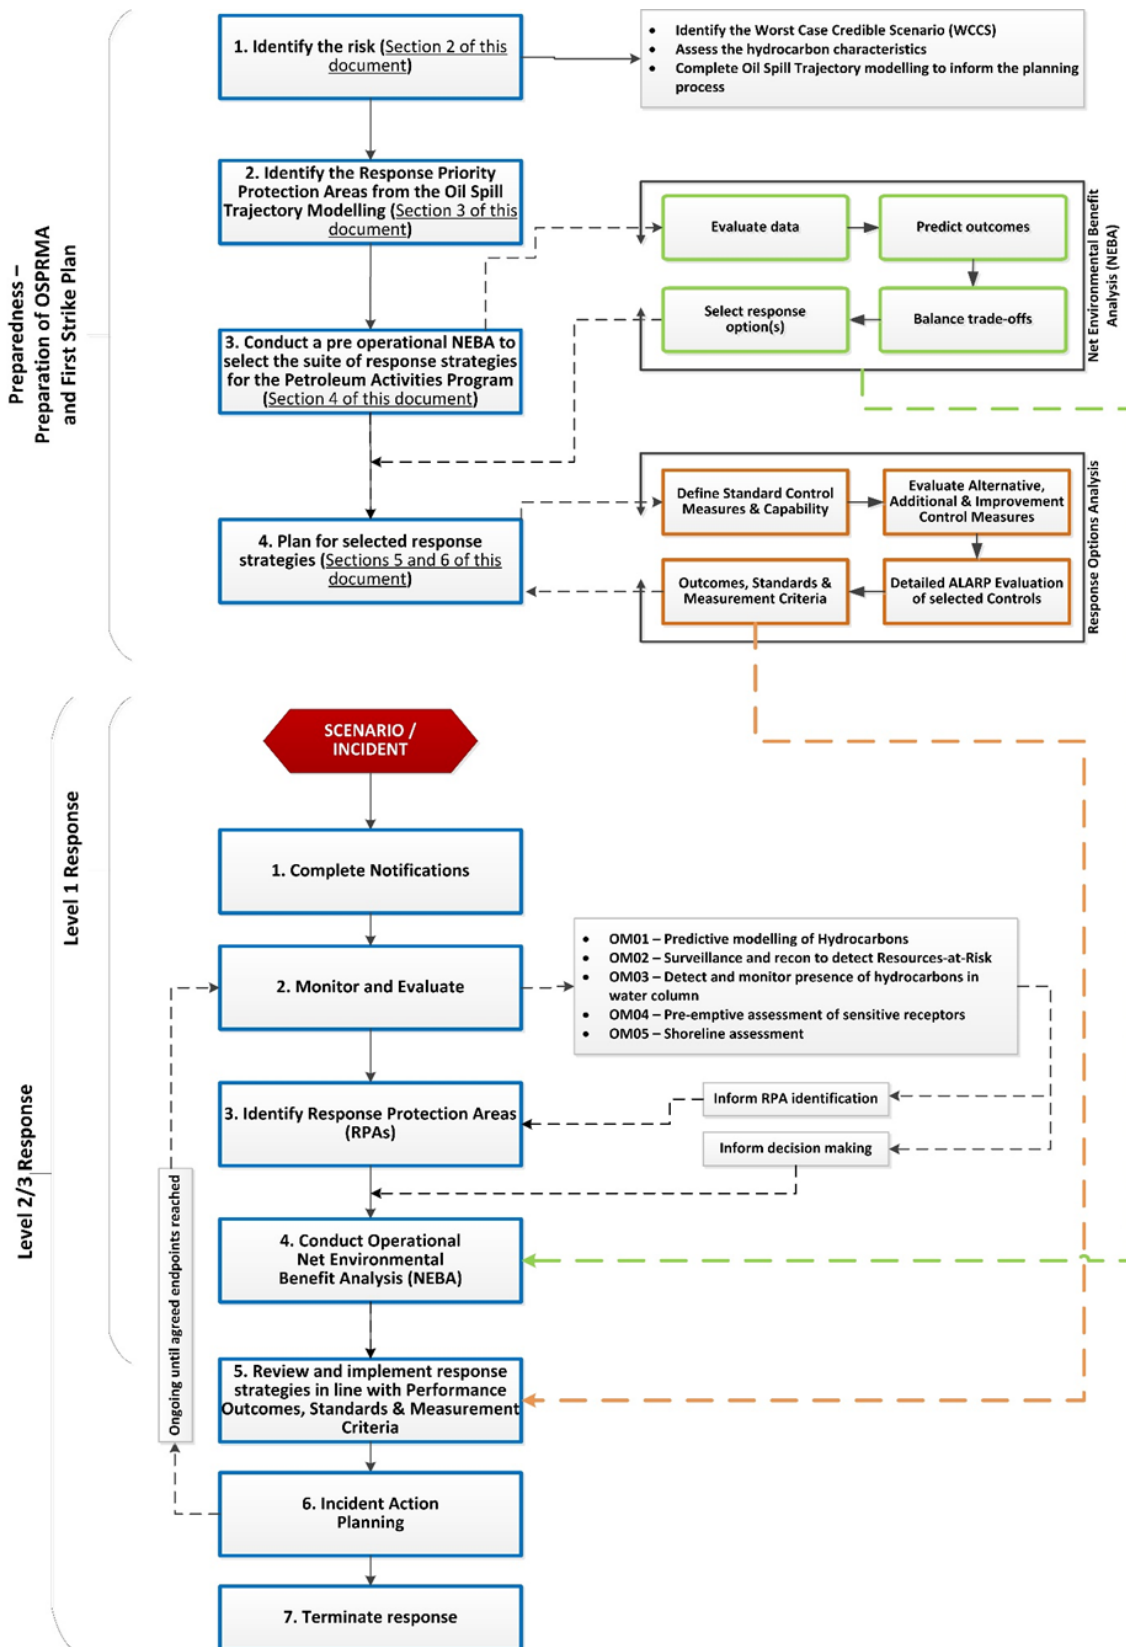 Preparedness –
Preparation of OSPRMA
and First Strike Plan
1. Identify the risk (Section 2 of this
document)
• Identify the Worst Case Credible Scenario (WCCS)
• Assess the hydrocarbon characteristics
• Complete Oil Spill Trajectory modelling to inform the planning
process
2. Identify the Response Priority
Protection Areas from the Oil Spill
Trajectory Modelling (Section 3 of this
document)
Evaluate data
Predict outcomes
Select response
option(s)
Balance trade-offs
Net Environmental Benefit
Analysis (NEBA)
3. Conduct a pre operational NEBA to
select the suite of response strategies
for the Petroleum Activities Program
(Section 4 of this document)
Define Standard Control
Measures & Capability
Evaluate Alternative,
Additional & Improvement
Control Measures
Outcomes, Standards &
Measurement Criteria
Detailed ALARP Evaluation
of selected Controls
Response Options Analysis
4. Plan for selected response
strategies (Sections 5 and 6 of this
document)
Level 2/3 Response
Level 1 Response
SCENARIO /
INCIDENT
1. Complete Notifications
2. Monitor and Evaluate
• OM01 – Predictive modelling of Hydrocarbons
• OM02 – Surveillance and recon to detect Resources-at-Risk
• OM03 – Detect and monitor presence of hydrocarbons in
water column
• OM04 – Pre-emptive assessment of sensitive receptors
• OM05 – Shoreline assessment
3. Identify Response Protection Areas
(RPAs)
Inform RPA identification
Inform decision making
4. Conduct Operational
Net Environmental
Benefit Analysis (NEBA)
Ongoing until agreed endpoints reached
5. Review and implement response
strategies in line with Performance
Outcomes, Standards & Measurement
Criteria
6. Incident Action
Planning
7. Terminate response